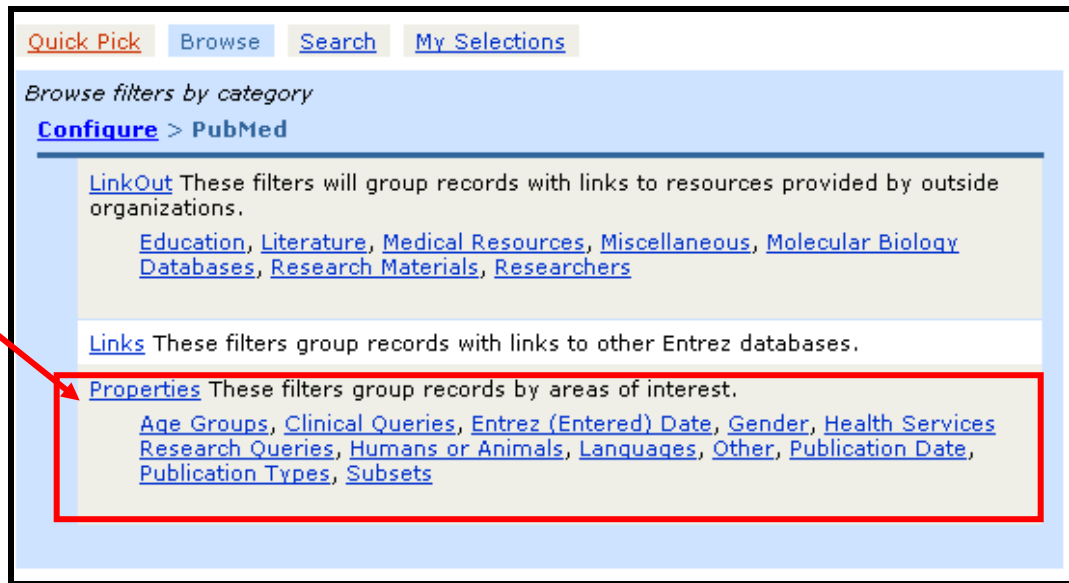 Quick Pick Browse Search My Selections
Browse filters by category
Configure > PubMed
LinkOut These filters will group records with links to resources provided by outside
organizations.
Education, Literature, Medical Resources, Miscellaneous, Molecular Biology
Databases, Research Materials, Researchers
Links These filters group records with links to other Entrez databases.
Properties These filters group records by areas of interest.
Age Groups, Clinical Queries, Entrez (Entered) Date, Gender, Health Services
Research Queries, Humans or Animals, Languages, Other, Publication Date,
Publication Types, Subsets